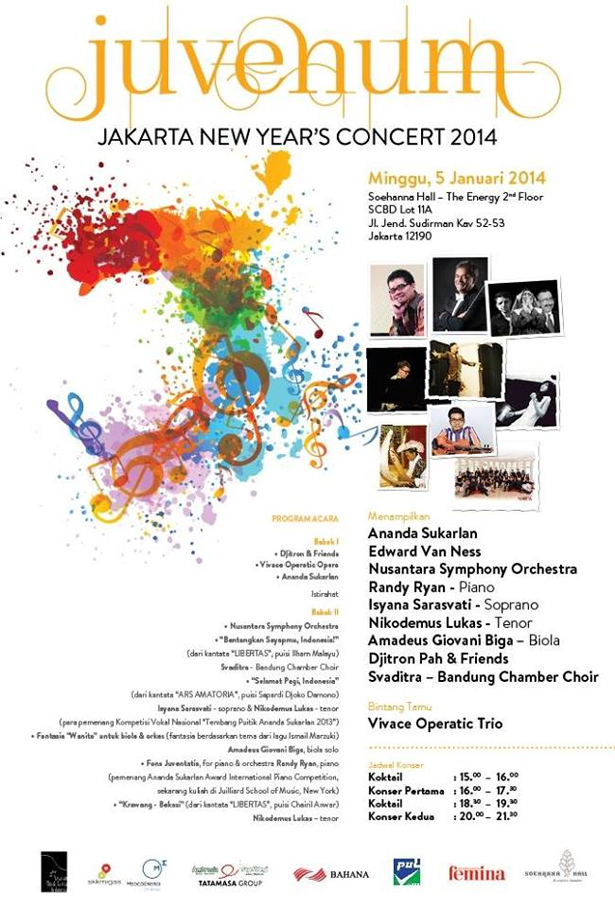 juvenum
JAKARTA NEW YEAR'S CONCERT 2014
Minggu, 5 Januari 2014
Soehanna Hall – The Energy 2nd Floor
SCBD Lot 11A
Jl. Jend. Sudirman Kav 52-53
Jakarta 12190
PROGRAM ACARA
Babak I
• Djitron & Friends
• Vivace Operatic Opera
• Ananda Sukarlan
Istirahat
Babak II
• Nusantara Symphony Orchestra
• "Bentangkan Sayapmu, Indonesia!"
(dari kantata "LIBERTAS", puisi Ilham Malayu)
Svaditra - Bandung Chamber Choir
• "Selamat Pagi, Indonesia"
(dari kantata "ARS AMATORIA", puisi Sapardi Djoko Damono)
Isyana Sarasvati - soprano & Nikodemus Lukas - tenor
(para pemenang Kompetisi Vokal Nasional "Tembang Puitik Ananda Sukarlan 2013")
• Fantasia "Wanita" untuk biola & orkes (fantasia berdasarkan tema dari lagu Ismail Marzuki)
Amadeus Giovani Biga, biola solo
• Fons Juventatis, for piano & orchestra Randy Ryan, piano
(pemenang Ananda Sukarlan Award International Piano Competition,
sekarang kuliah di Juilliard School of Music, New York)
• "Krawang - Bekasi" (dari kantata "LIBERTAS", puisi Chairil Anwar)
Nikodemus Lukas – tenor
Menampilkan
Ananda Sukarlan
Edward Van Ness
Nusantara Symphony Orchestra
Randy Ryan - Piano
Isyana Sarasvati - Soprano
Nikodemus Lukas - Tenor
Amadeus Giovani Biga – Biola
Djitron Pah & Friends
Svaditra – Bandung Chamber Choir
Bintang Tamu
Vivace Operatic Trio
Jadwal Konser
Koktail : 15.00 – 16.00
Konser Pertama : 16.00 – 17.30
Koktail : 18.30 – 19.30
Konser Kedua : 20.00 – 21.30
skkmigas
MEDCOENERGI
TATAMASA GROUP
BAHANA
PUL
femina
SOEHANNA HALL